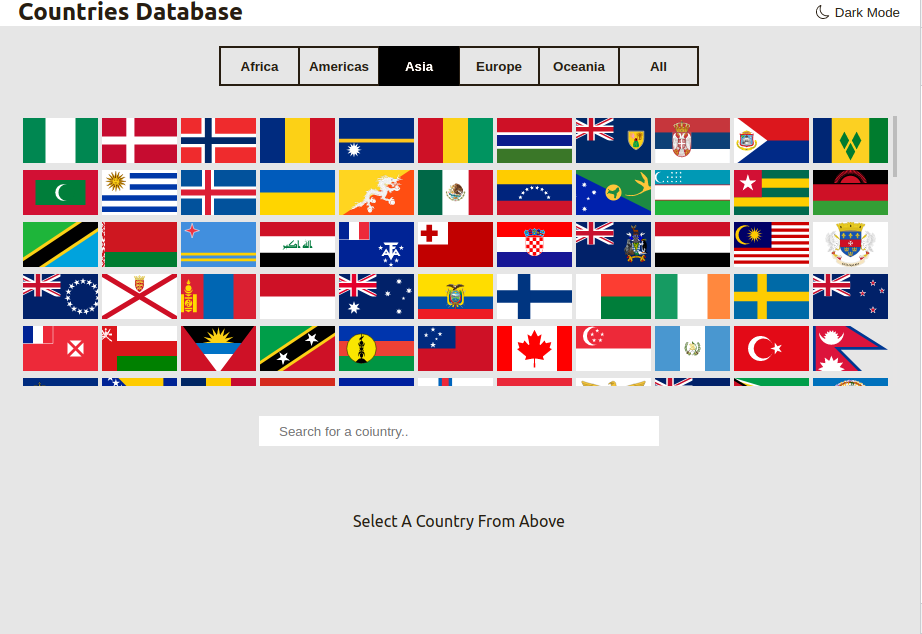 Countries Database
Dark Mode
Africa
Americas
Asia
Europe
Oceania
All
Search for a coiuntry..
Select A Country From Above